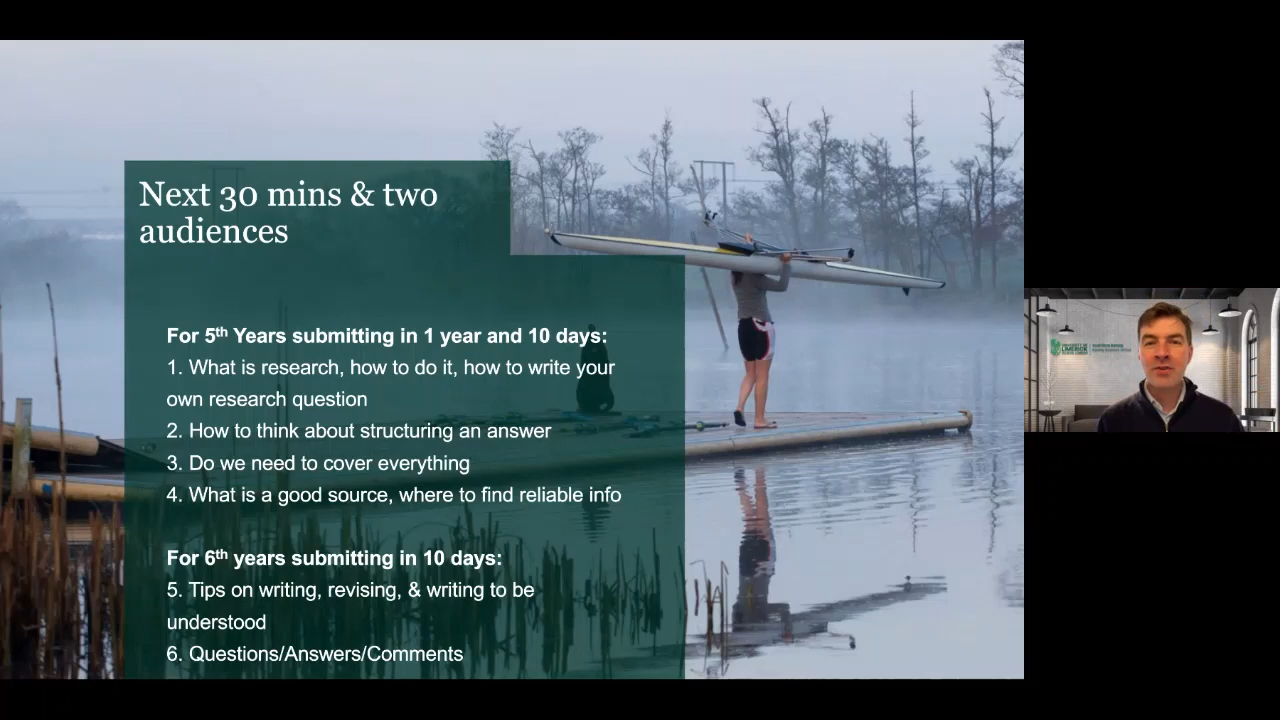 Next 30 mins & two
audiences
For 5th Years submitting in 1 year and 10 days:
1. What is research, how to do it, how to write your
own research question
2. How to think about structuring an answer
3. Do we need to cover everything
4. What is a good source, where to find reliable info
For 6th years submitting in 10 days:
5. Tips on writing, revising, & writing to be
understood
6. Questions/Answers/Comments
UNIVERSITY OF
LIMERICK